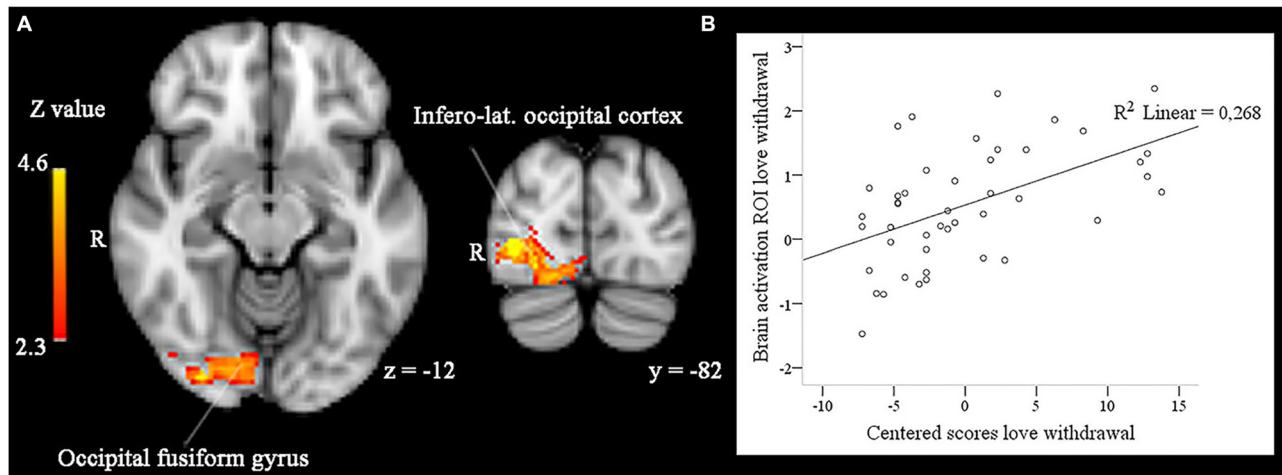 A
Z value
4.6
R
2.3
Infero-lat. occipital cortex
R
z = -12
y = -82
Occipital fusiform gyrus
B
Brain activation ROI love withdrawal
3
2
1
0
-1
-2
R² Linear = 0,268
-10 -5 0 5 10 15
Centered scores love withdrawal